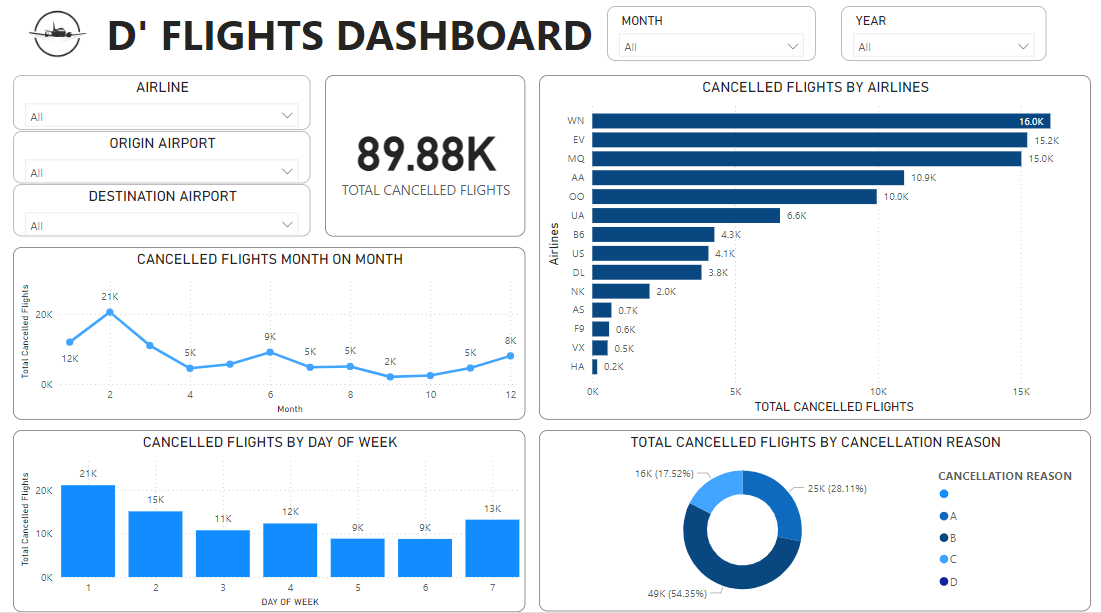 D' FLIGHTS DASHBOARD
MONTH
All
YEAR
All
AIRLINE
All
ORIGIN AIRPORT
All
DESTINATION AIRPORT
All
89.88K
TOTAL CANCELLED FLIGHTS
CANCELLED FLIGHTS BY AIRLINES
Airlines
WN 16.0K
EV 15.2K
MQ 15.0K
AA 10.9K
OO 10.0K
UA 6.6K
B6 4.3K
US 4.1K
DL 3.8K
NK 2.0K
AS 0.7K
F9 0.6K
VX 0.5K
HA 0.2K
0K 5K 10K 15K
TOTAL CANCELLED FLIGHTS
CANCELLED FLIGHTS MONTH ON MONTH
Total Cancelled Flights
20K
0K
12K 21K 5K 9K 5K 5K 2K 5K 8K
2 4 6 8 10 12
Month
CANCELLED FLIGHTS BY DAY OF WEEK
Total Cancelled Flights
20K
10K
0K
21K 15K 11K 12K 9K 9K 13K
1 2 3 4 5 6 7
DAY OF WEEK
TOTAL CANCELLED FLIGHTS BY CANCELLATION REASON
16K (17.52%)
25K (28.11%)
49K (54.35%)
CANCELLATION REASON
A
B
C
D